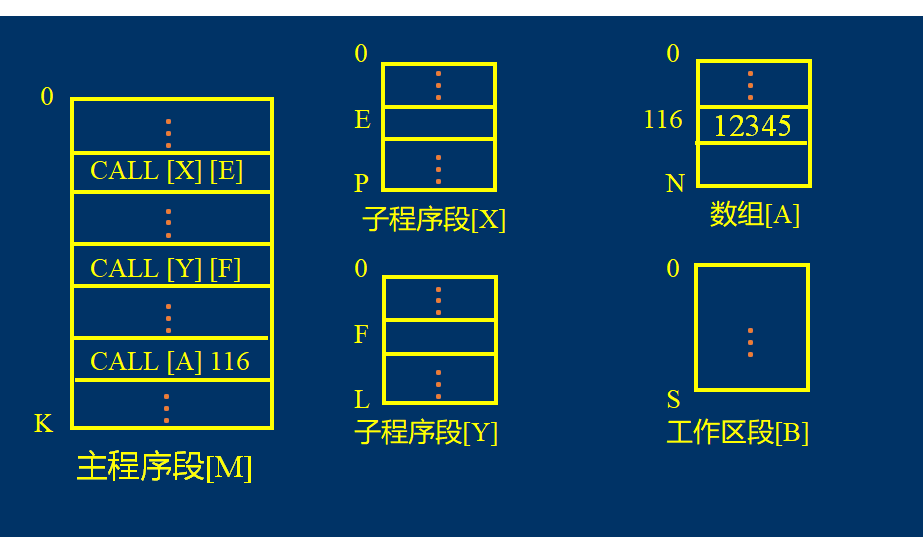 0
CALL [X] [E]
CALL [Y] [F]
CALL [A] 116
K
主程序段[M]
0
E
P
子程序段[X]
0
116
12345
N
数组[A]
0
F
L
子程序段[Y]
0
S
工作区段[B]